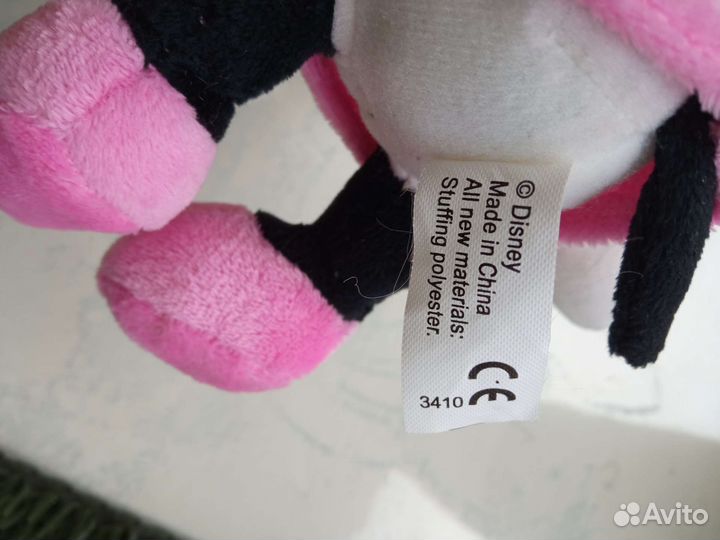 © Disney
Made in China
All new materials:
Stuffing polyester.
3410 CE
Avito